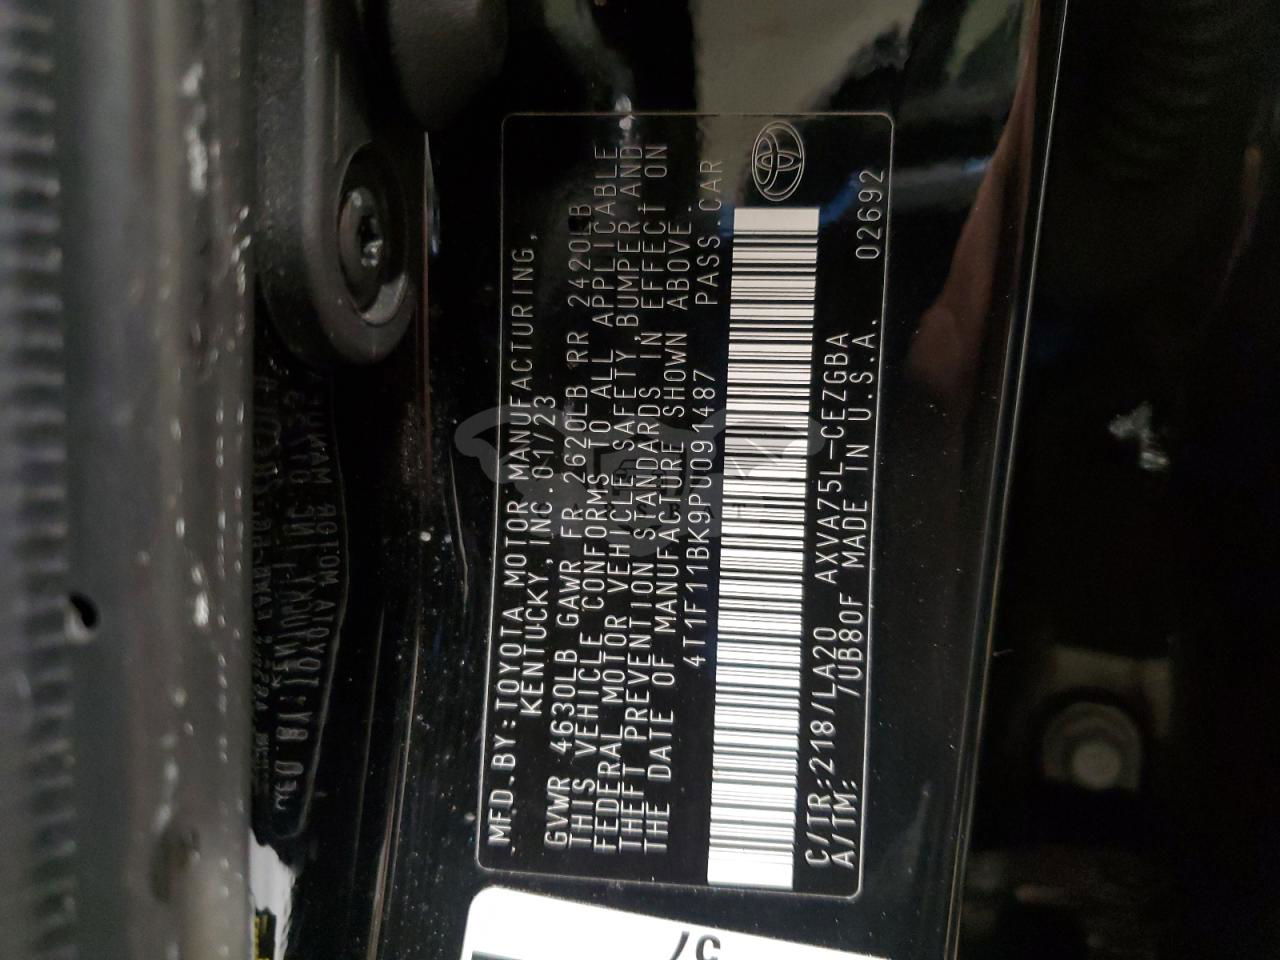 MFD.BY:TOYOTA MOTOR MANUFACTURING,
KENTUCKY,INC.01/23
GVWR 4630LB GAWR FR 2620LB RR 2420LB
THIS VEHICLE CONFORMS TO ALL APPLICABLE
FEDERAL MOTOR VEHICLE SAFETY,BUMPER AND
THEFT PREVENTION STANDARDS IN EFFECT ON
THE DATE OF MANUFACTURE SHOWN ABOVE.
4T1F11BK9PU091487 PASS.CAR
C/TR:218/LA20 AXVA75L-CEZGBA
A/TM: /UB80F MADE IN U.S.A. 02692
57